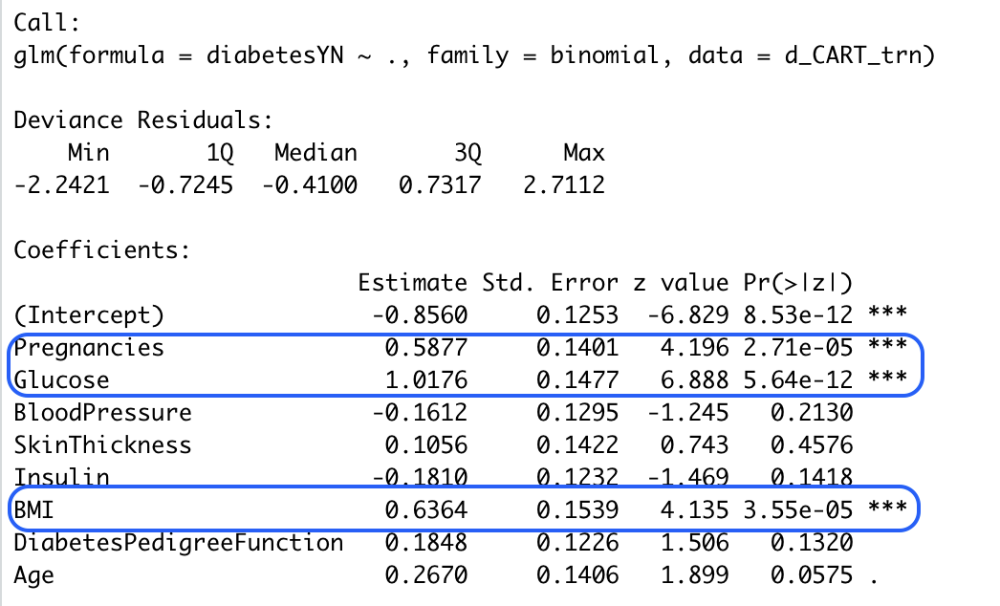 Call:
glm(formula = diabetesYN ~ ., family = binomial, data = d_CART_trn)
Deviance Residuals:
Min 1Q Median 3Q Max
-2.2421 -0.7245 -0.4100 0.7317 2.7112
Coefficients:
Estimate Std. Error z value Pr(>|z|)
(Intercept) -0.8560 0.1253 -6.829 8.53e-12 ***
Pregnancies 0.5877 0.1401 4.196 2.71e-05 ***
Glucose 1.0176 0.1477 6.888 5.64e-12 ***
BloodPressure -0.1612 0.1295 -1.245 0.2130
SkinThickness 0.1056 0.1422 0.743 0.4576
Insulin -0.1810 0.1232 -1.469 0.1418
BMI 0.6364 0.1539 4.135 3.55e-05 ***
DiabetesPedigreeFunction 0.1848 0.1226 1.506 0.1320
Age 0.2670 0.1406 1.899 0.0575 .